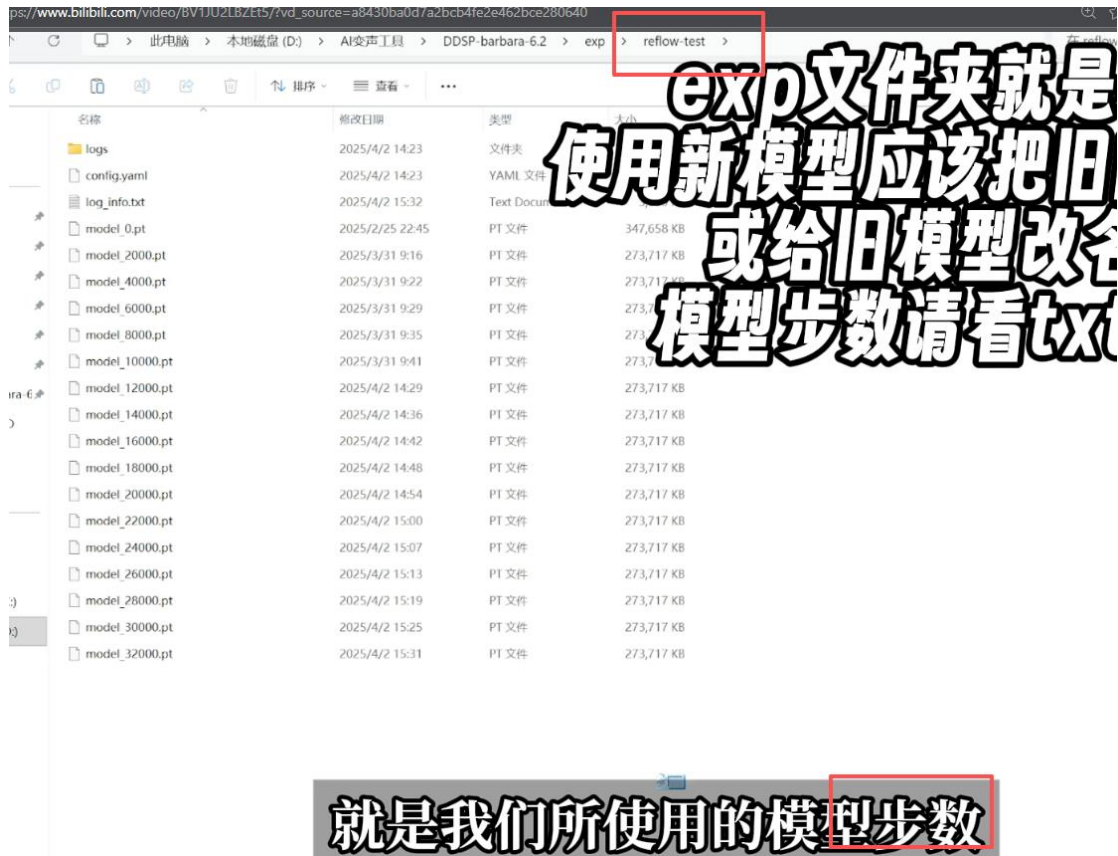 ps://www.bilibili.com/video/BV1JU2LBZEt5/?vd_source=a8430ba0d7a2bcb4fe2e462bce280640
此电脑 > 本地磁盘 (D:) > AI变声工具 > DDSP-barbara-6.2 > exp > reflow-test >
排序 查看 ...
exp文件夹就是
使用新模型应该把旧
或给旧模型改名
模型步数请看txt
名称 修改日期 类型 大小
logs 2025/4/2 14:23 文件夹
config.yaml 2025/4/2 14:23 YAML 文件
log_info.txt 2025/4/2 15:32 Text Docum
model_0.pt 2025/2/25 22:45 PT 文件 347,658 KB
model_2000.pt 2025/3/31 9:16 PT 文件 273,717 KB
model_4000.pt 2025/3/31 9:22 PT 文件 273,717 KB
model_6000.pt 2025/3/31 9:29 PT 文件 273,7
model_8000.pt 2025/3/31 9:35 PT 文件 273
model_10000.pt 2025/3/31 9:41 PT 文件 273,7
model_12000.pt 2025/4/2 14:29 PT 文件 273,717 KB
model_14000.pt 2025/4/2 14:36 PT 文件 273,717 KB
model_16000.pt 2025/4/2 14:42 PT 文件 273,717 KB
model_18000.pt 2025/4/2 14:48 PT 文件 273,717 KB
model_20000.pt 2025/4/2 14:54 PT 文件 273,717 KB
model_22000.pt 2025/4/2 15:00 PT 文件 273,717 KB
model_24000.pt 2025/4/2 15:07 PT 文件 273,717 KB
model_26000.pt 2025/4/2 15:13 PT 文件 273,717 KB
model_28000.pt 2025/4/2 15:19 PT 文件 273,717 KB
model_30000.pt 2025/4/2 15:25 PT 文件 273,717 KB
model_32000.pt 2025/4/2 15:31 PT 文件 273,717 KB
ara-6
:)
):)
就是我们所使用的模型步数